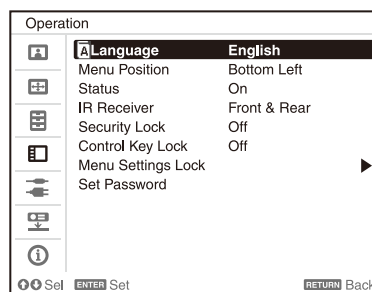 Operation
Language English
Menu Position Bottom Left
Status On
IR Receiver Front & Rear
Security Lock Off
Control Key Lock Off
Menu Settings Lock
Set Password
Sel ENTER Set RETURN Back